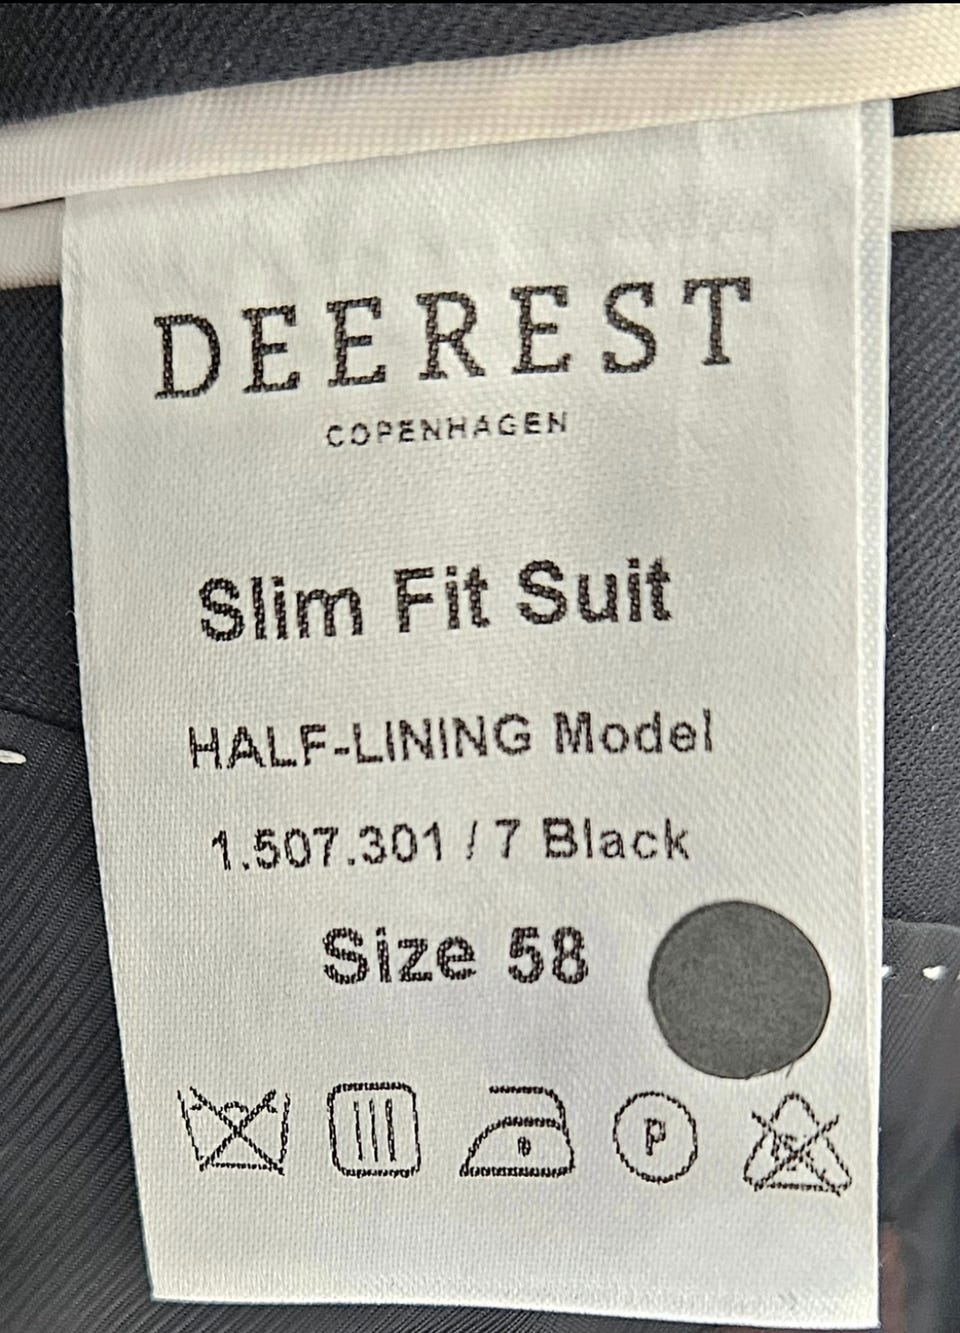 DEEREST
COPENHAGEN
Slim Fit Suit
HALF-LINING Model
1.507.301 / 7 Black
Size 58
P